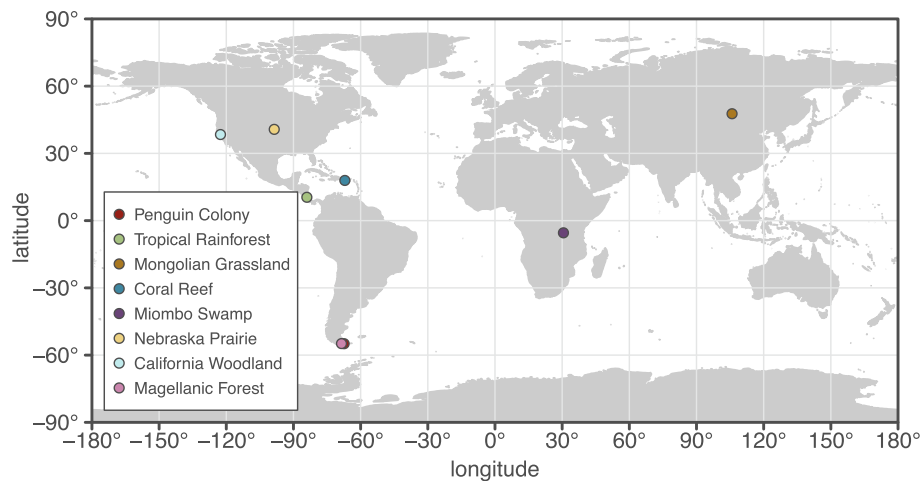 90°
60°
30°
0°
–30°
–60°
–90°
latitude
Penguin Colony
Tropical Rainforest
Mongolian Grassland
Coral Reef
Miombo Swamp
Nebraska Prairie
California Woodland
Magellanic Forest
–180° –150° –120° –90° –60° –30° 0° 30° 60° 90° 120° 150° 180°
longitude